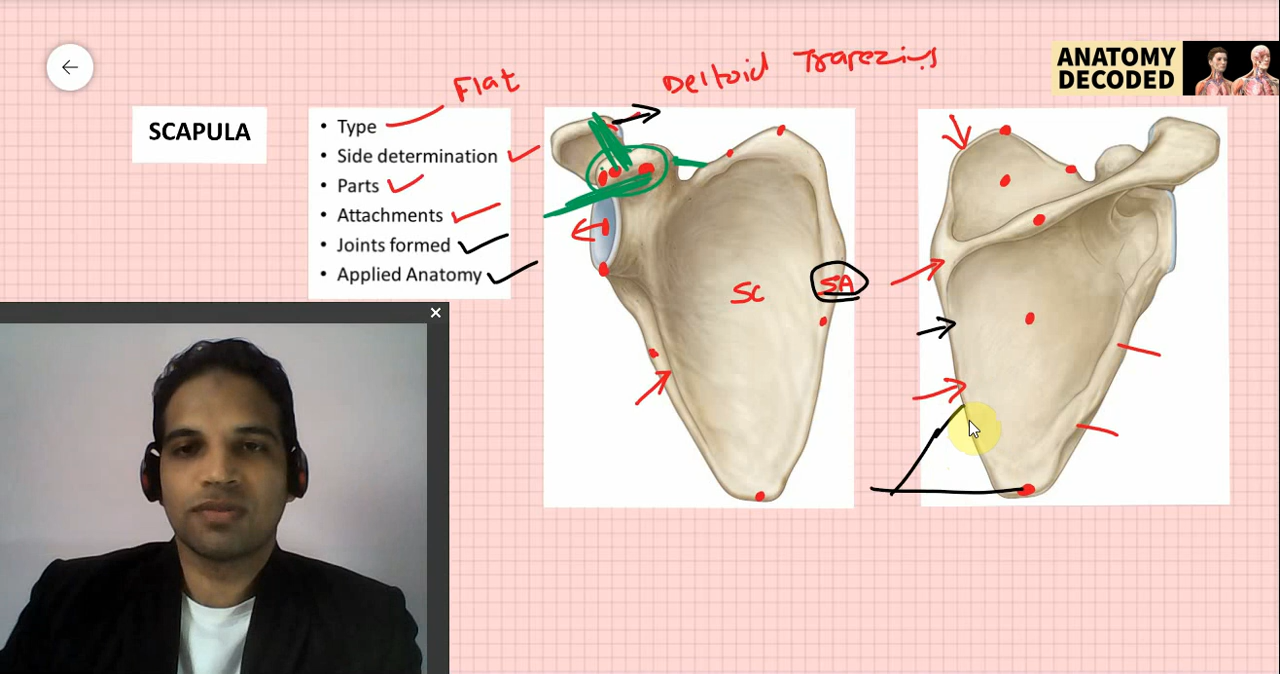 Deltoid Trapezius
ANATOMY
DECODED
Flat
SCAPULA
• Type
• Side determination
• Parts
• Attachments
• Joints formed
• Applied Anatomy
SC
SA